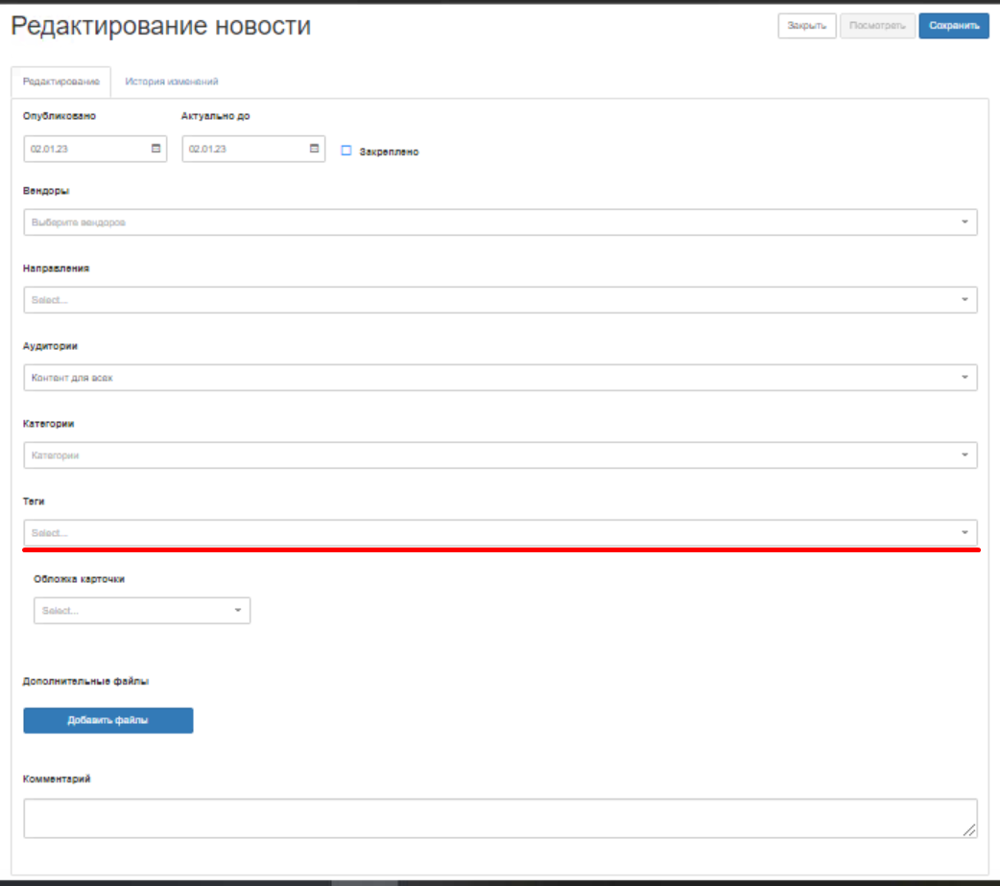 Редактирование новости
Закрыть Посмотреть Сохранить
Редактирование История изменений
Опубликовано Актуально до
02.01.23 02.01.23 Закреплено
Вендоры
Выберите вендоров
Направления
Select...
Аудитории
Контент для всех
Категории
Категории
Теги
Select...
Обложка карточки
Select...
Дополнительные файлы
Добавить файлы
Комментарий